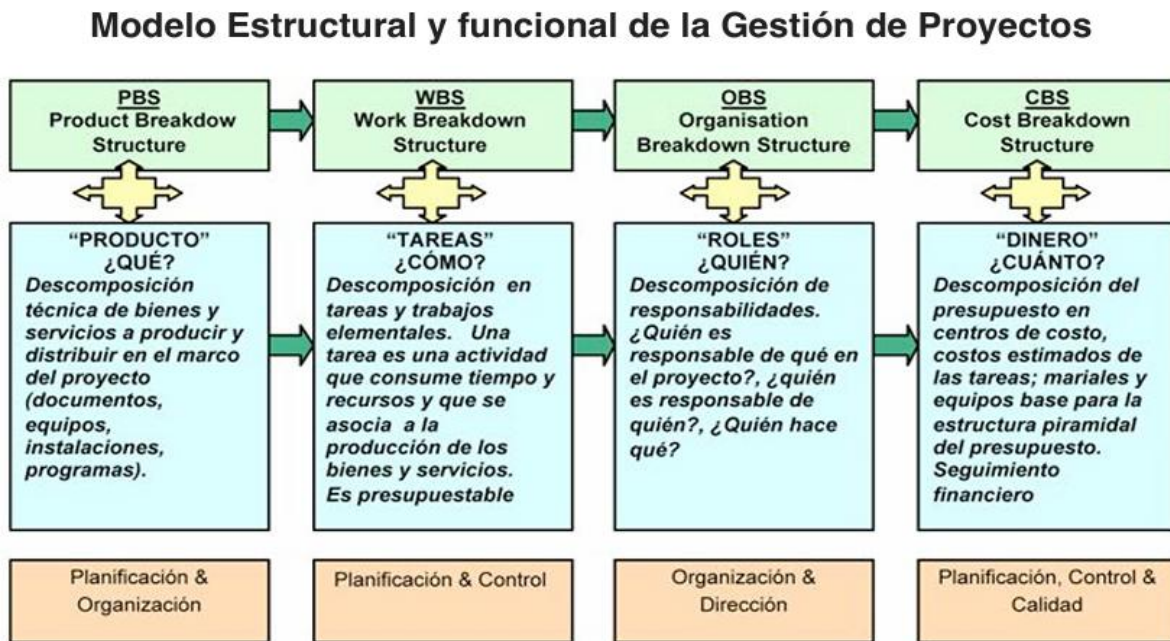 Modelo Estructural y funcional de la Gestión de Proyectos
PBS
Product Breakdow
Structure
WBS
Work Breakdown
Structure
OBS
Organisation
Breakdown Structure
CBS
Cost Breakdown
Structure
“PRODUCTO”
¿QUÉ?
Descomposición
técnica de bienes y
servicios a producir y
distribuir en el marco
del proyecto
(documentos,
equipos,
instalaciones,
programas).
“TAREAS”
¿CÓMO?
Descomposición en
tareas y trabajos
elementales. Una
tarea es una actividad
que consume tiempo y
recursos y que se
asocia a la
producción de los
bienes y servicios.
Es presupuestable
“ROLES”
¿QUIÉN?
Descomposición de
responsabilidades.
¿Quién es
responsable de qué en
el proyecto?, ¿quién
es responsable de
quién?, ¿Quién hace
qué?
“DINERO”
¿CUÁNTO?
Descomposición del
presupuesto en
centros de costo,
costos estimados de
las tareas; mariales y
equipos base para la
estructura piramidal
del presupuesto.
Seguimiento
financiero
Planificación &
Organización
Planificación & Control
Organización &
Dirección
Planificación, Control &
Calidad